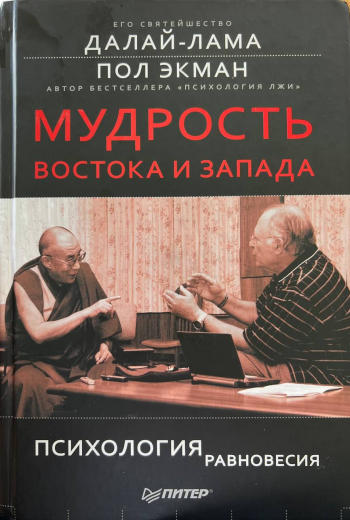 ЕГО СВЯТЕЙШЕСТВО
ДАЛАЙ-ЛАМА
ПОЛ ЭКМАН
АВТОР БЕСТСЕЛЛЕРА «ПСИХОЛОГИЯ ЛЖИ»
МУДРОСТЬ
ВОСТОКА И ЗАПАДА
ПСИХОЛОГИЯ РАВНОВЕСИЯ
ПИТЕР